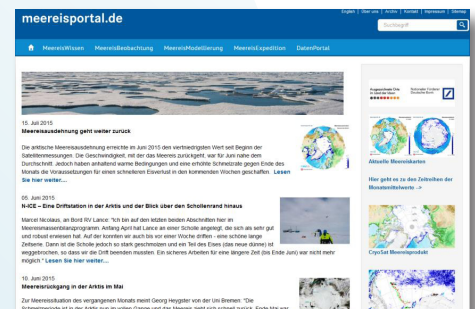 meereisportal.de
English | Über uns | Archiv | Kontakt | Impressum | Sitemap
Suchbegriff
MeereisWissen MeereisBeobachtung MeereisModellierung MeereisExpedition DatenPortal
15. Juli 2015
Meereisausdehnung geht weiter zurück
Die arktische Meereisausdehnung erreichte im Juni 2015 den viertniedrigsten Wert seit Beginn der
Satellitenmessungen. Die Geschwindigkeit, mit der das Meereis zurückgeht, war für Juni nahe dem
Durchschnitt. Jedoch haben anhaltend warme Bedingungen und eine erhöhte Schmelzrate gegen Ende des
Monats die Voraussetzungen für einen schnelleren Eisverlust in den kommenden Wochen geschaffen. Lesen
Sie hier weiter....
05. Juni 2015
N-ICE – Eine Driftstation in der Arktis und der Blick über den Schollenrand hinaus
Marcel Nicolaus, an Bord RV Lance: "Ich bin auf den letzten beiden Abschnitten hier im
Meereismassenbilanzprogramm. Anfang April hat Lance an einer Scholle angelegt, die sich als sehr gut
und robust erwiesen hat. Auf der konnten wir auch bis vor einer Woche driften - eine schöne lange
Zeitserie. Dann ist die Scholle jedoch so stark geschmolzen und ein Teil des Eises (das neue dünne) ist
weggebrochen, so dass wir die Drift beenden mussten. Ein sicheres Arbeiten für eine längere Zeit (bis Ende Juni) war nicht mehr
möglich." Lesen Sie hier weiter....
10. Juni 2015
Meereisrückgang in der Arktis im Mai
Zur Meereissituation des vergangenen Monats meint Georg Heygster von der Uni Bremen: "Die
Aktuelle Meereiskarten
Hier geht es zu den Zeitreihen der
Monatsmittelwerte ->
CryoSat Meereisprodukt